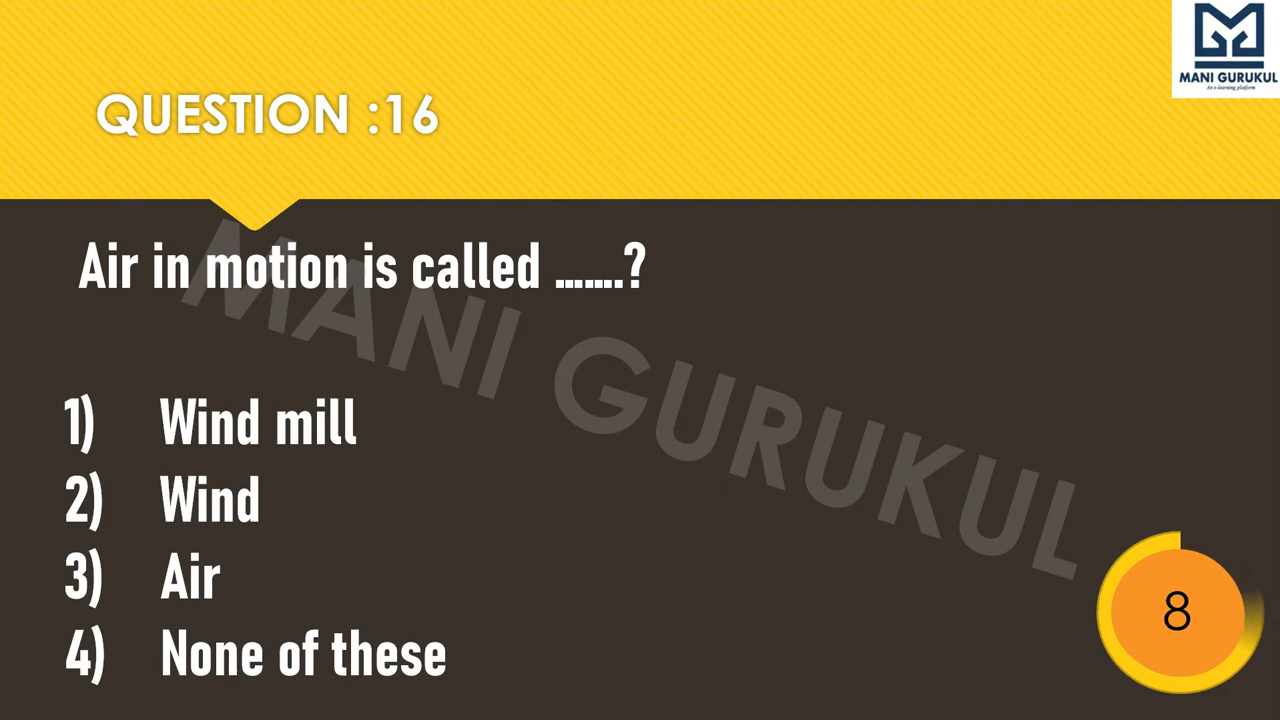 MANI GURUKUL
An e-learning platform
QUESTION :16
Air in motion is called .......?
MANI GURUKUL
1) Wind mill
2) Wind
3) Air
4) None of these
8